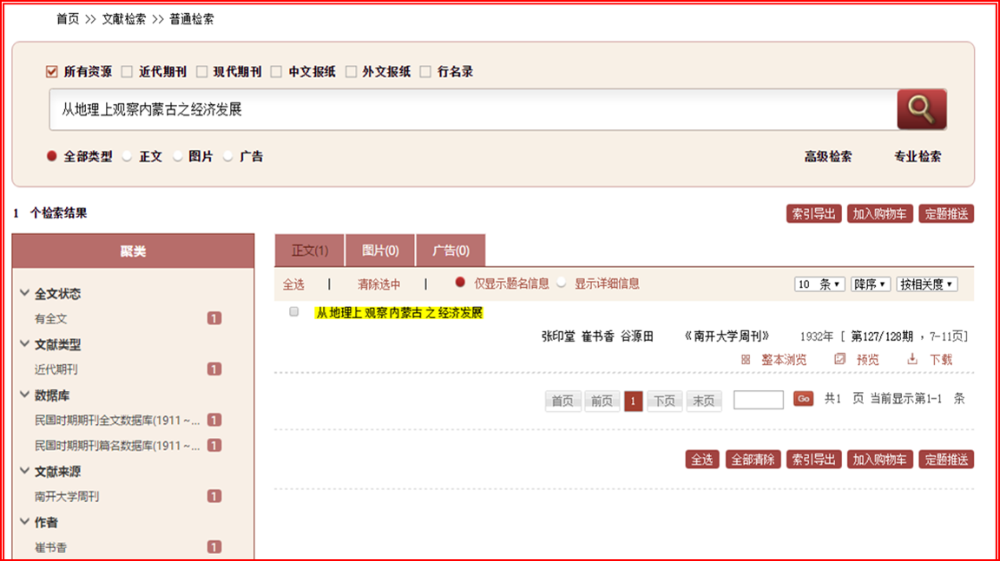 首页 >> 文献检索 >> 普通检索
所有资源 近代期刊 现代期刊 中文报纸 外文报纸 行名录
从地理上观察内蒙古之经济发展
全部类型 正文 图片 广告 高级检索 专业检索
1 个检索结果
索引导出 加入购物车 定题推送
聚类
全文状态
有全文 1
文献类型
近代期刊 1
数据库
民国时期期刊全文数据库(1911～... 1
民国时期期刊篇名数据库(1911～... 1
文献来源
南开大学周刊 1
作者
崔书香 1
正文(1) 图片(0) 广告(0)
全选 | 清除选中 | 仅显示题名信息 显示详细信息 10 条 降序 按相关度
从地理上观察内蒙古之经济发展
张印堂 崔书香 谷源田 《南开大学周刊》 1932年 [ 第127/128期 ，7-11页]
整本浏览 预览 下载
首页 前页 1 下页 末页 Go 共1 页 当前显示第1-1 条
全选 全部清除 索引导出 加入购物车 定题推送